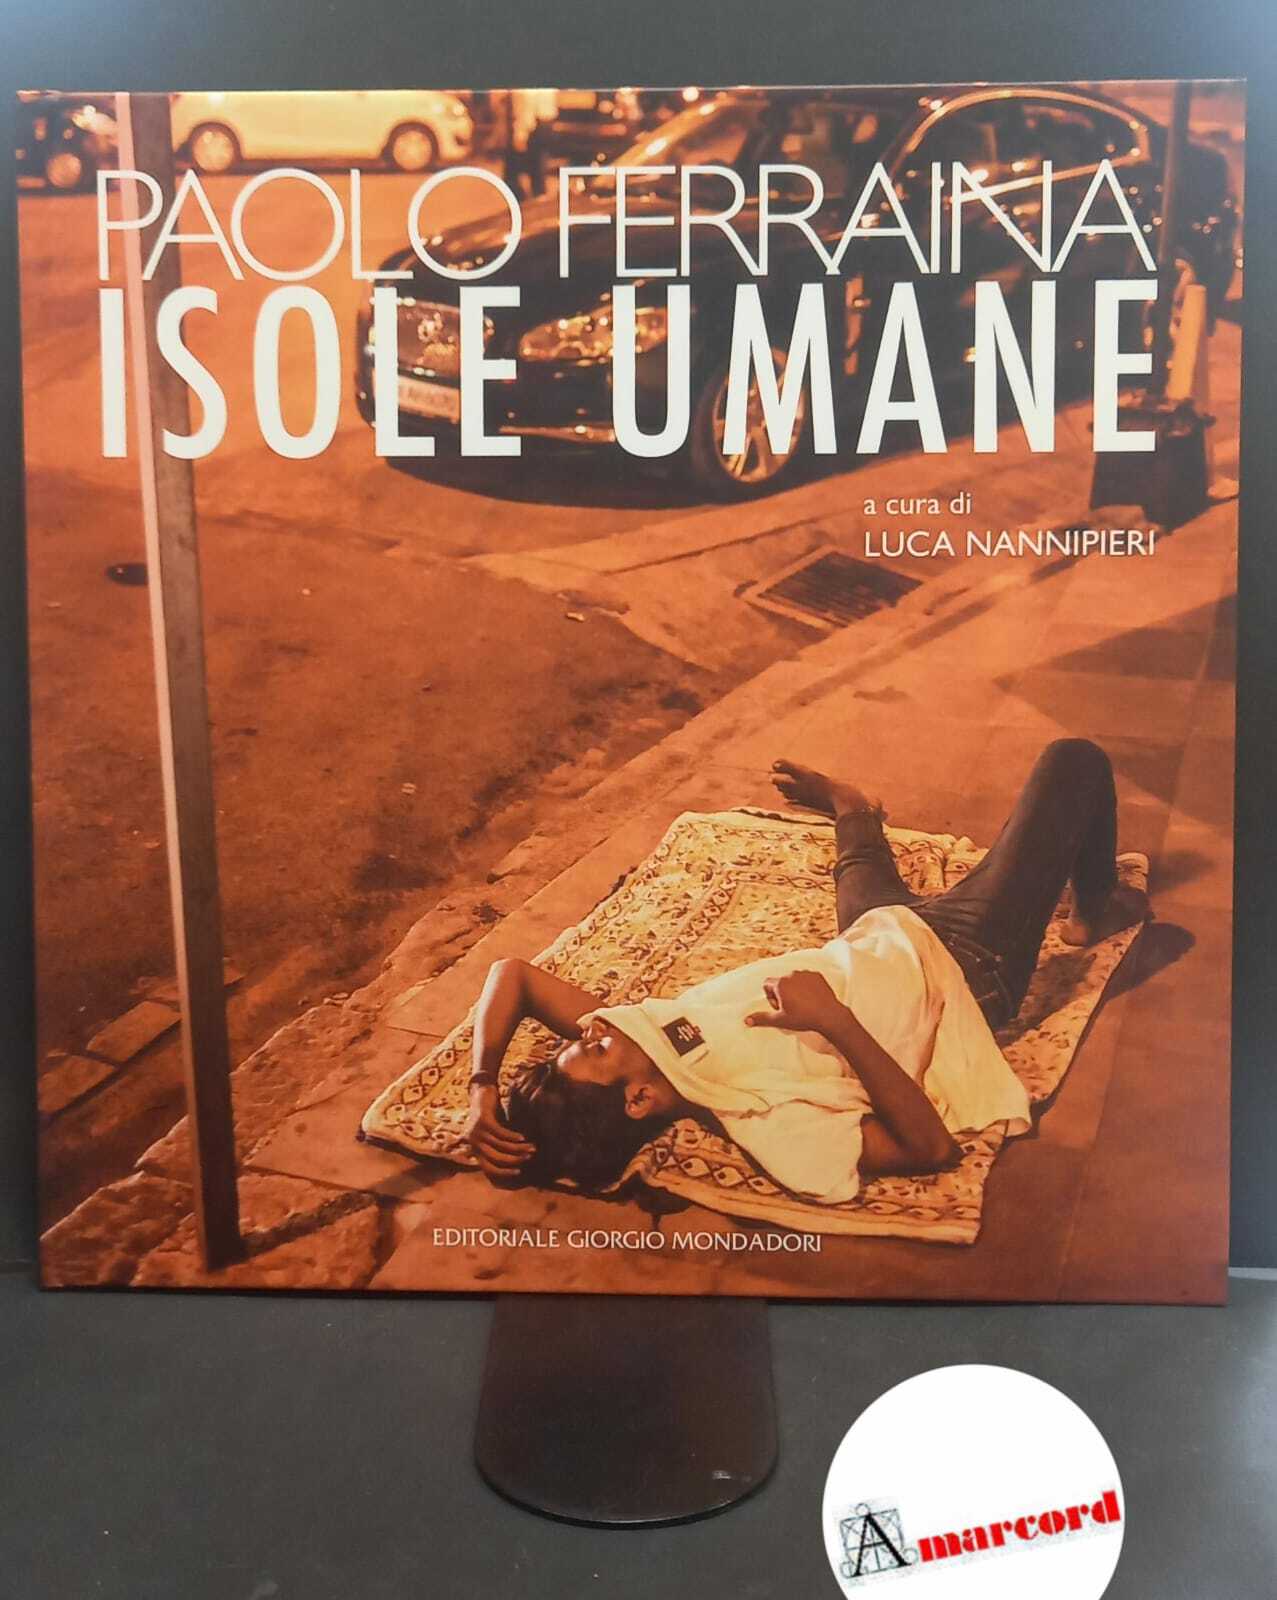 PAOLO FERRAINA
ISOLE UMANE
a cura di
LUCA NANNIPIERI
EDITORIALE GIORGIO MONDADORI
Amarcord